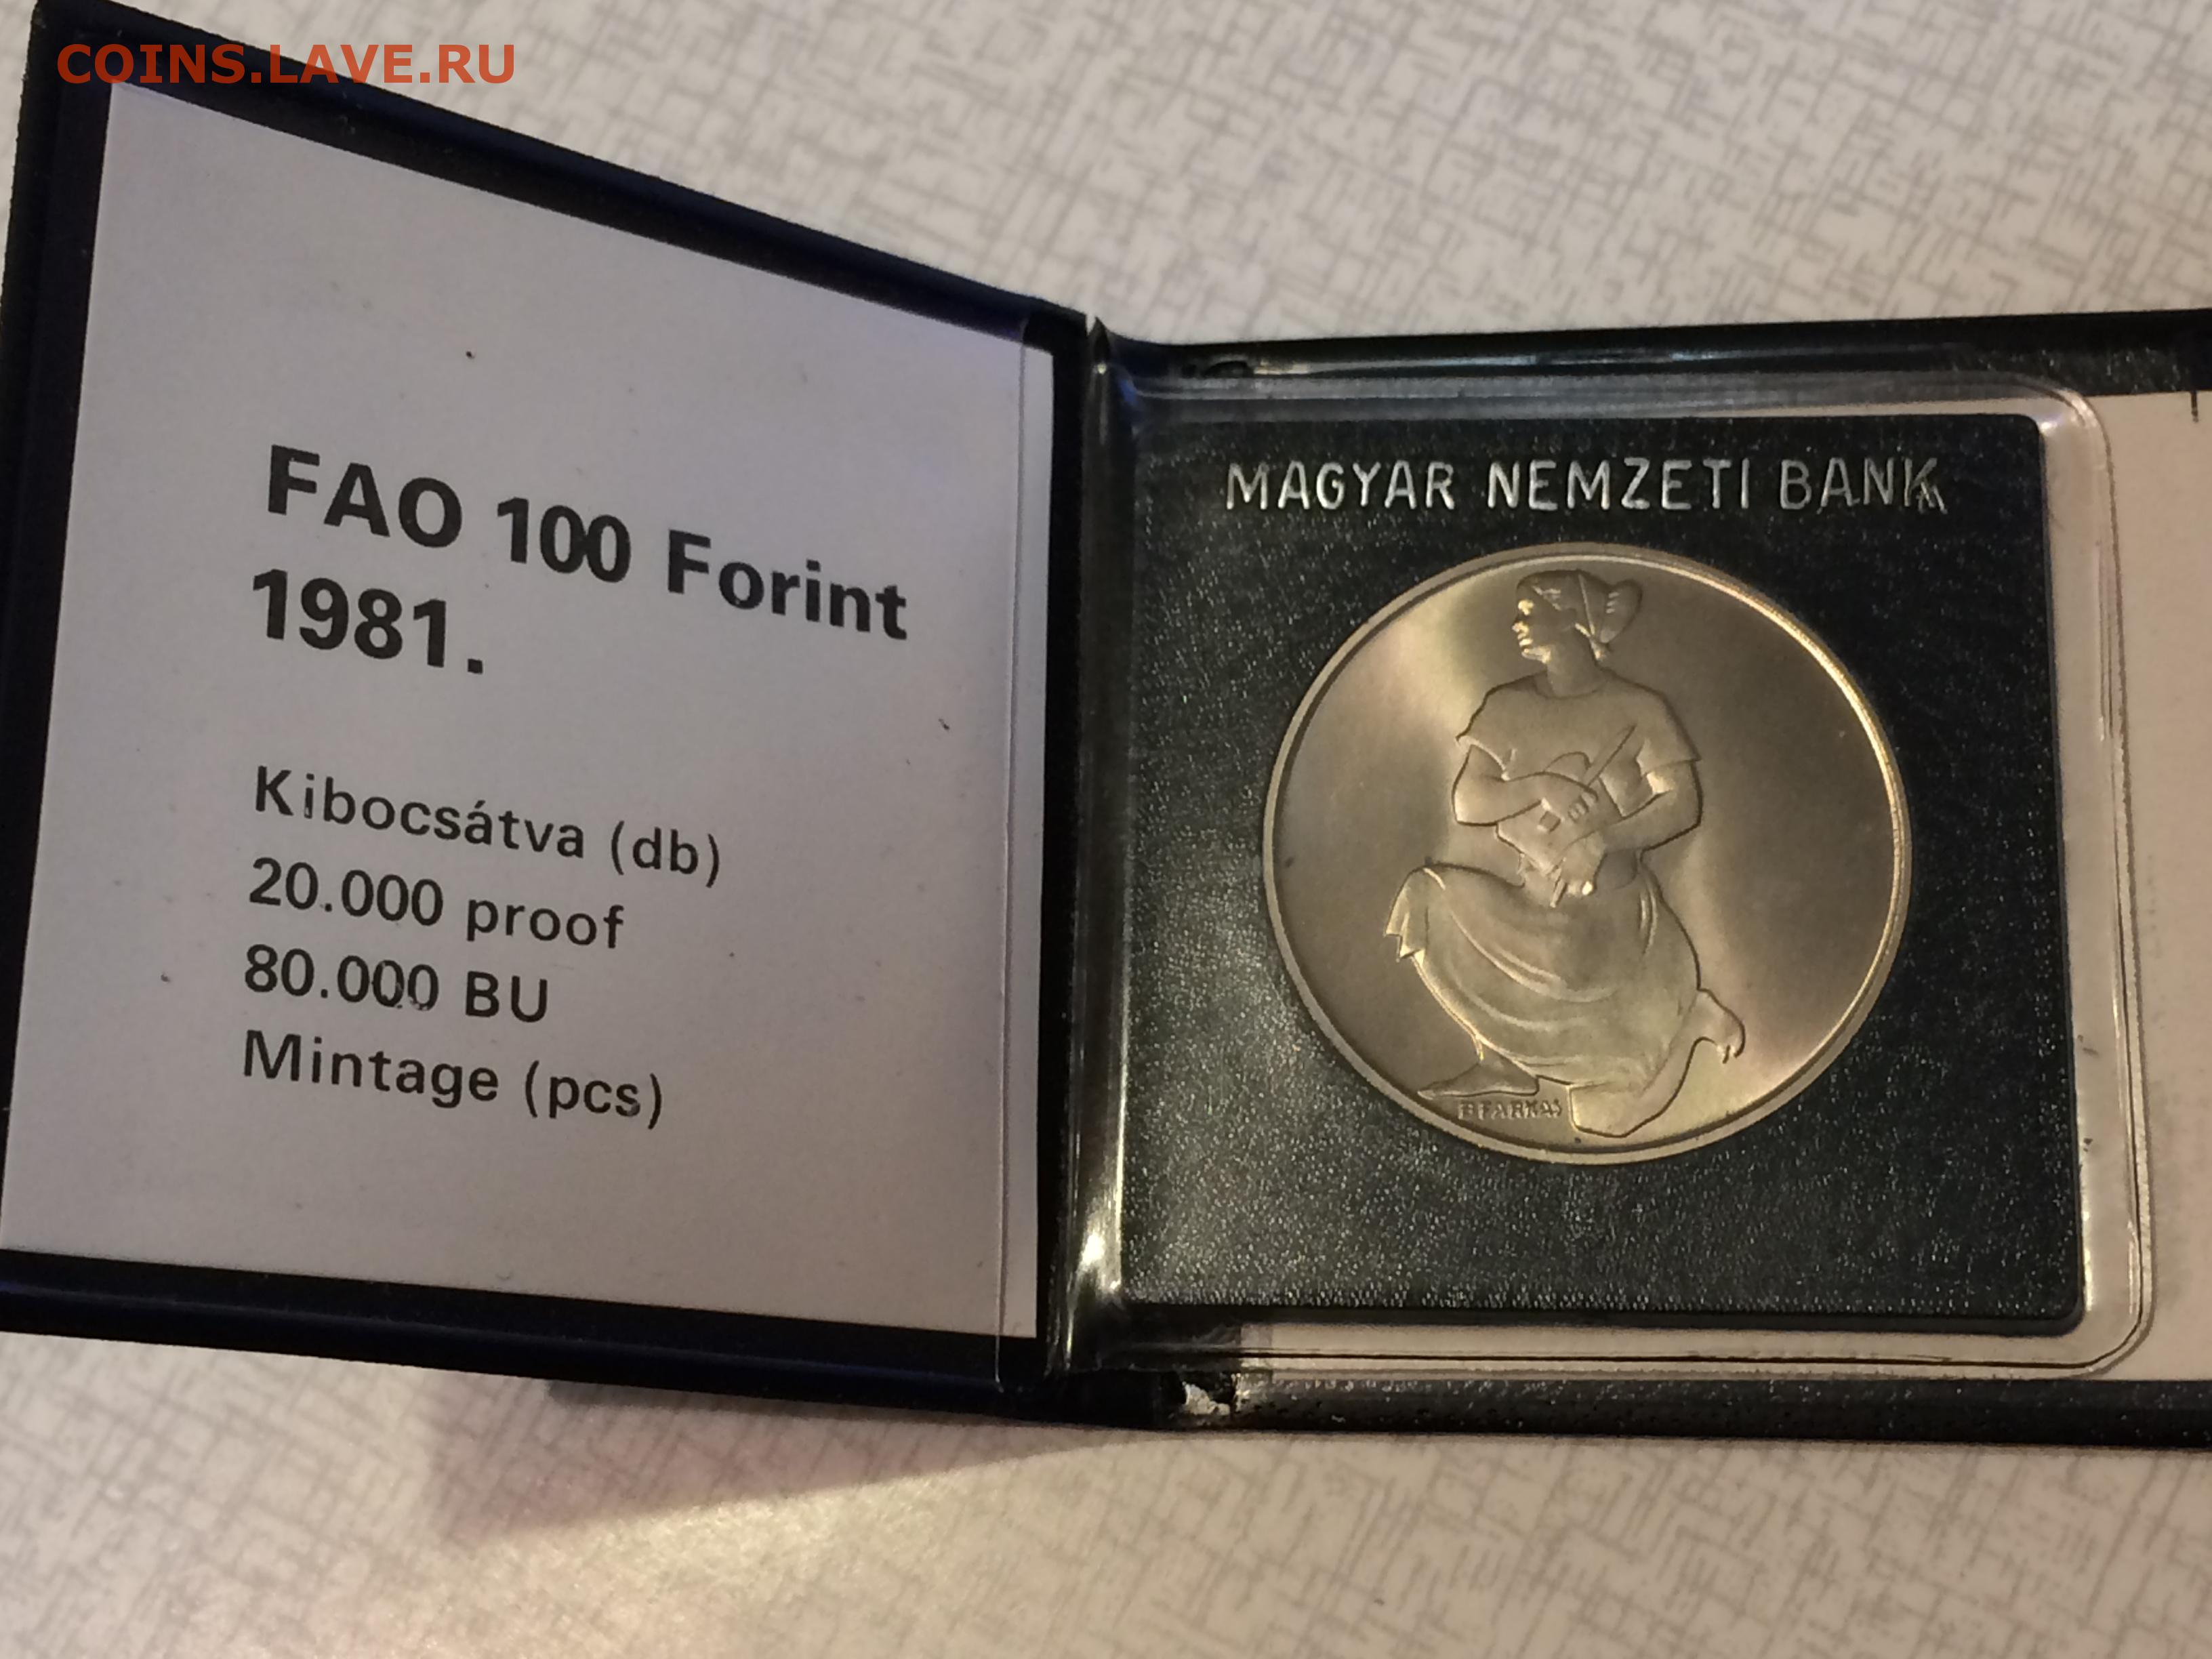 COINS.LAVE.RU
FAO 100 Forint
1981.
Kibocsátva (db)
20.000 proof
80.000 BU
Mintage (pcs)
MAGYAR NEMZETI BANK
P.FARKAS